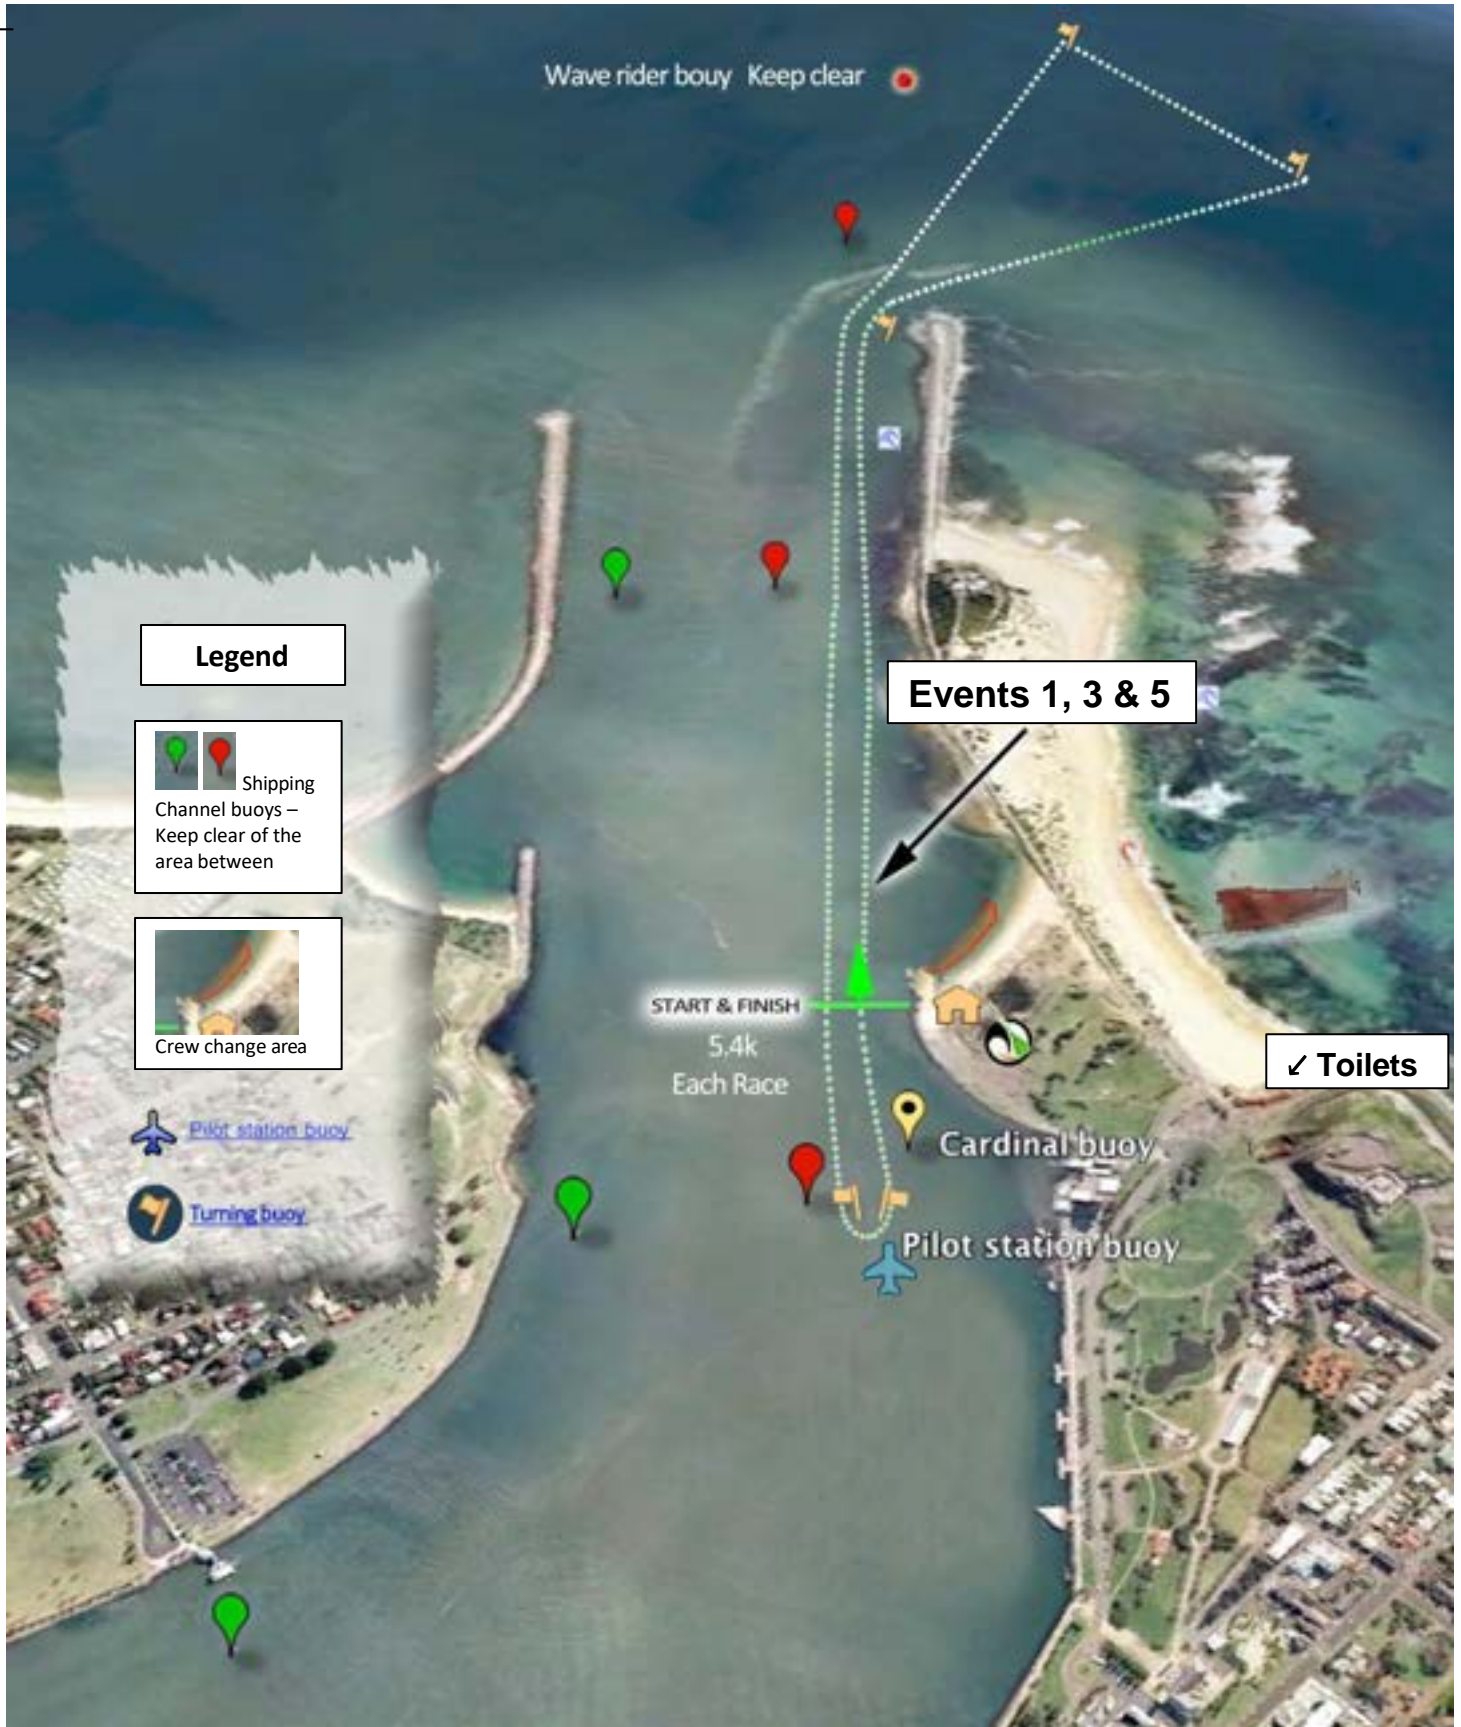 Wave rider bouy Keep clear
Legend
Shipping
Channel buoys –
Keep clear of the
area between
Crew change area
Pilot station buoy
Turning buoy
Events 1, 3 & 5
START & FINISH
5.4k
Each Race
↙ Toilets
Cardinal buoy
Pilot station buoy